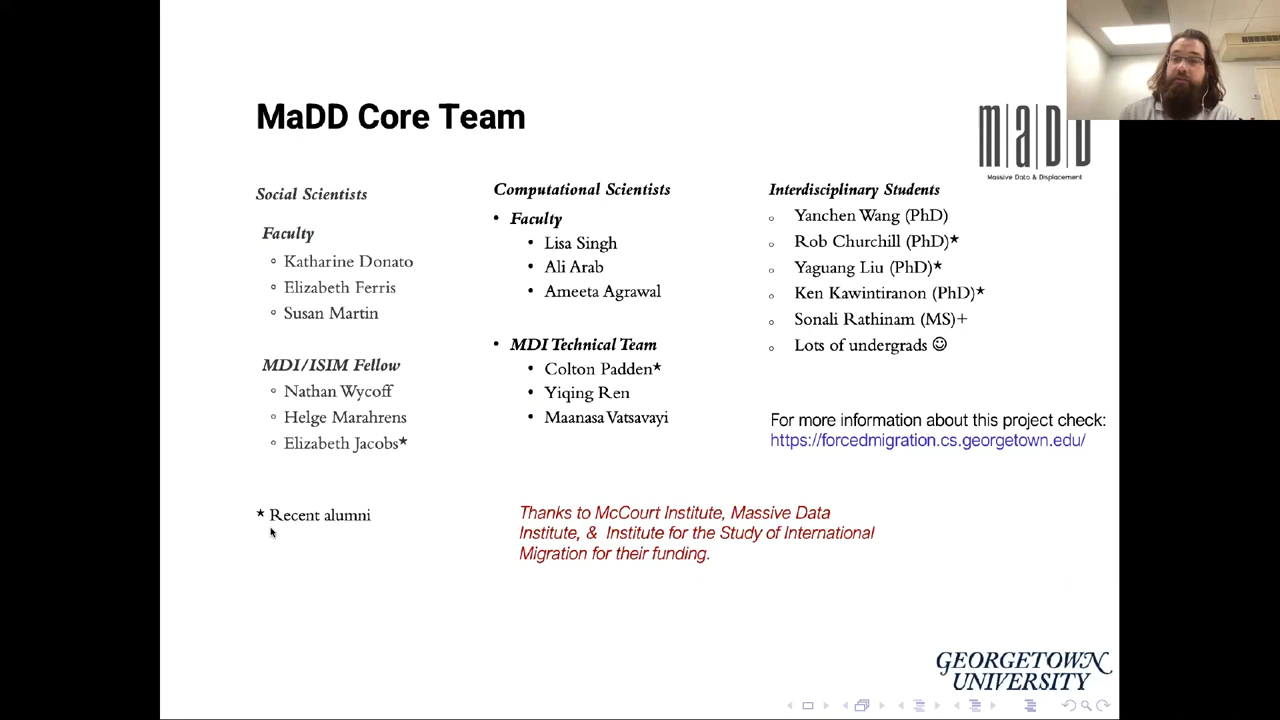 MaDD Core Team
maDD
Massive Data & Displacement
Social Scientists
Faculty
Katharine Donato
Elizabeth Ferris
Susan Martin
MDI/ISIM Fellow
Nathan Wycoff
Helge Marahrens
Elizabeth Jacobs★
★ Recent alumni
Computational Scientists
• Faculty
• Lisa Singh
• Ali Arab
• Ameeta Agrawal
• MDI Technical Team
• Colton Padden★
• Yiqing Ren
• Maanasa Vatsavayi
Interdisciplinary Students
Yanchen Wang (PhD)
Rob Churchill (PhD)★
Yaguang Liu (PhD)★
Ken Kawintiranon (PhD)★
Sonali Rathinam (MS)+
Lots of undergrads ☺
For more information about this project check:
https://forcedmigration.cs.georgetown.edu/
Thanks to McCourt Institute, Massive Data
Institute, & Institute for the Study of International
Migration for their funding.
GEORGETOWN
UNIVERSITY